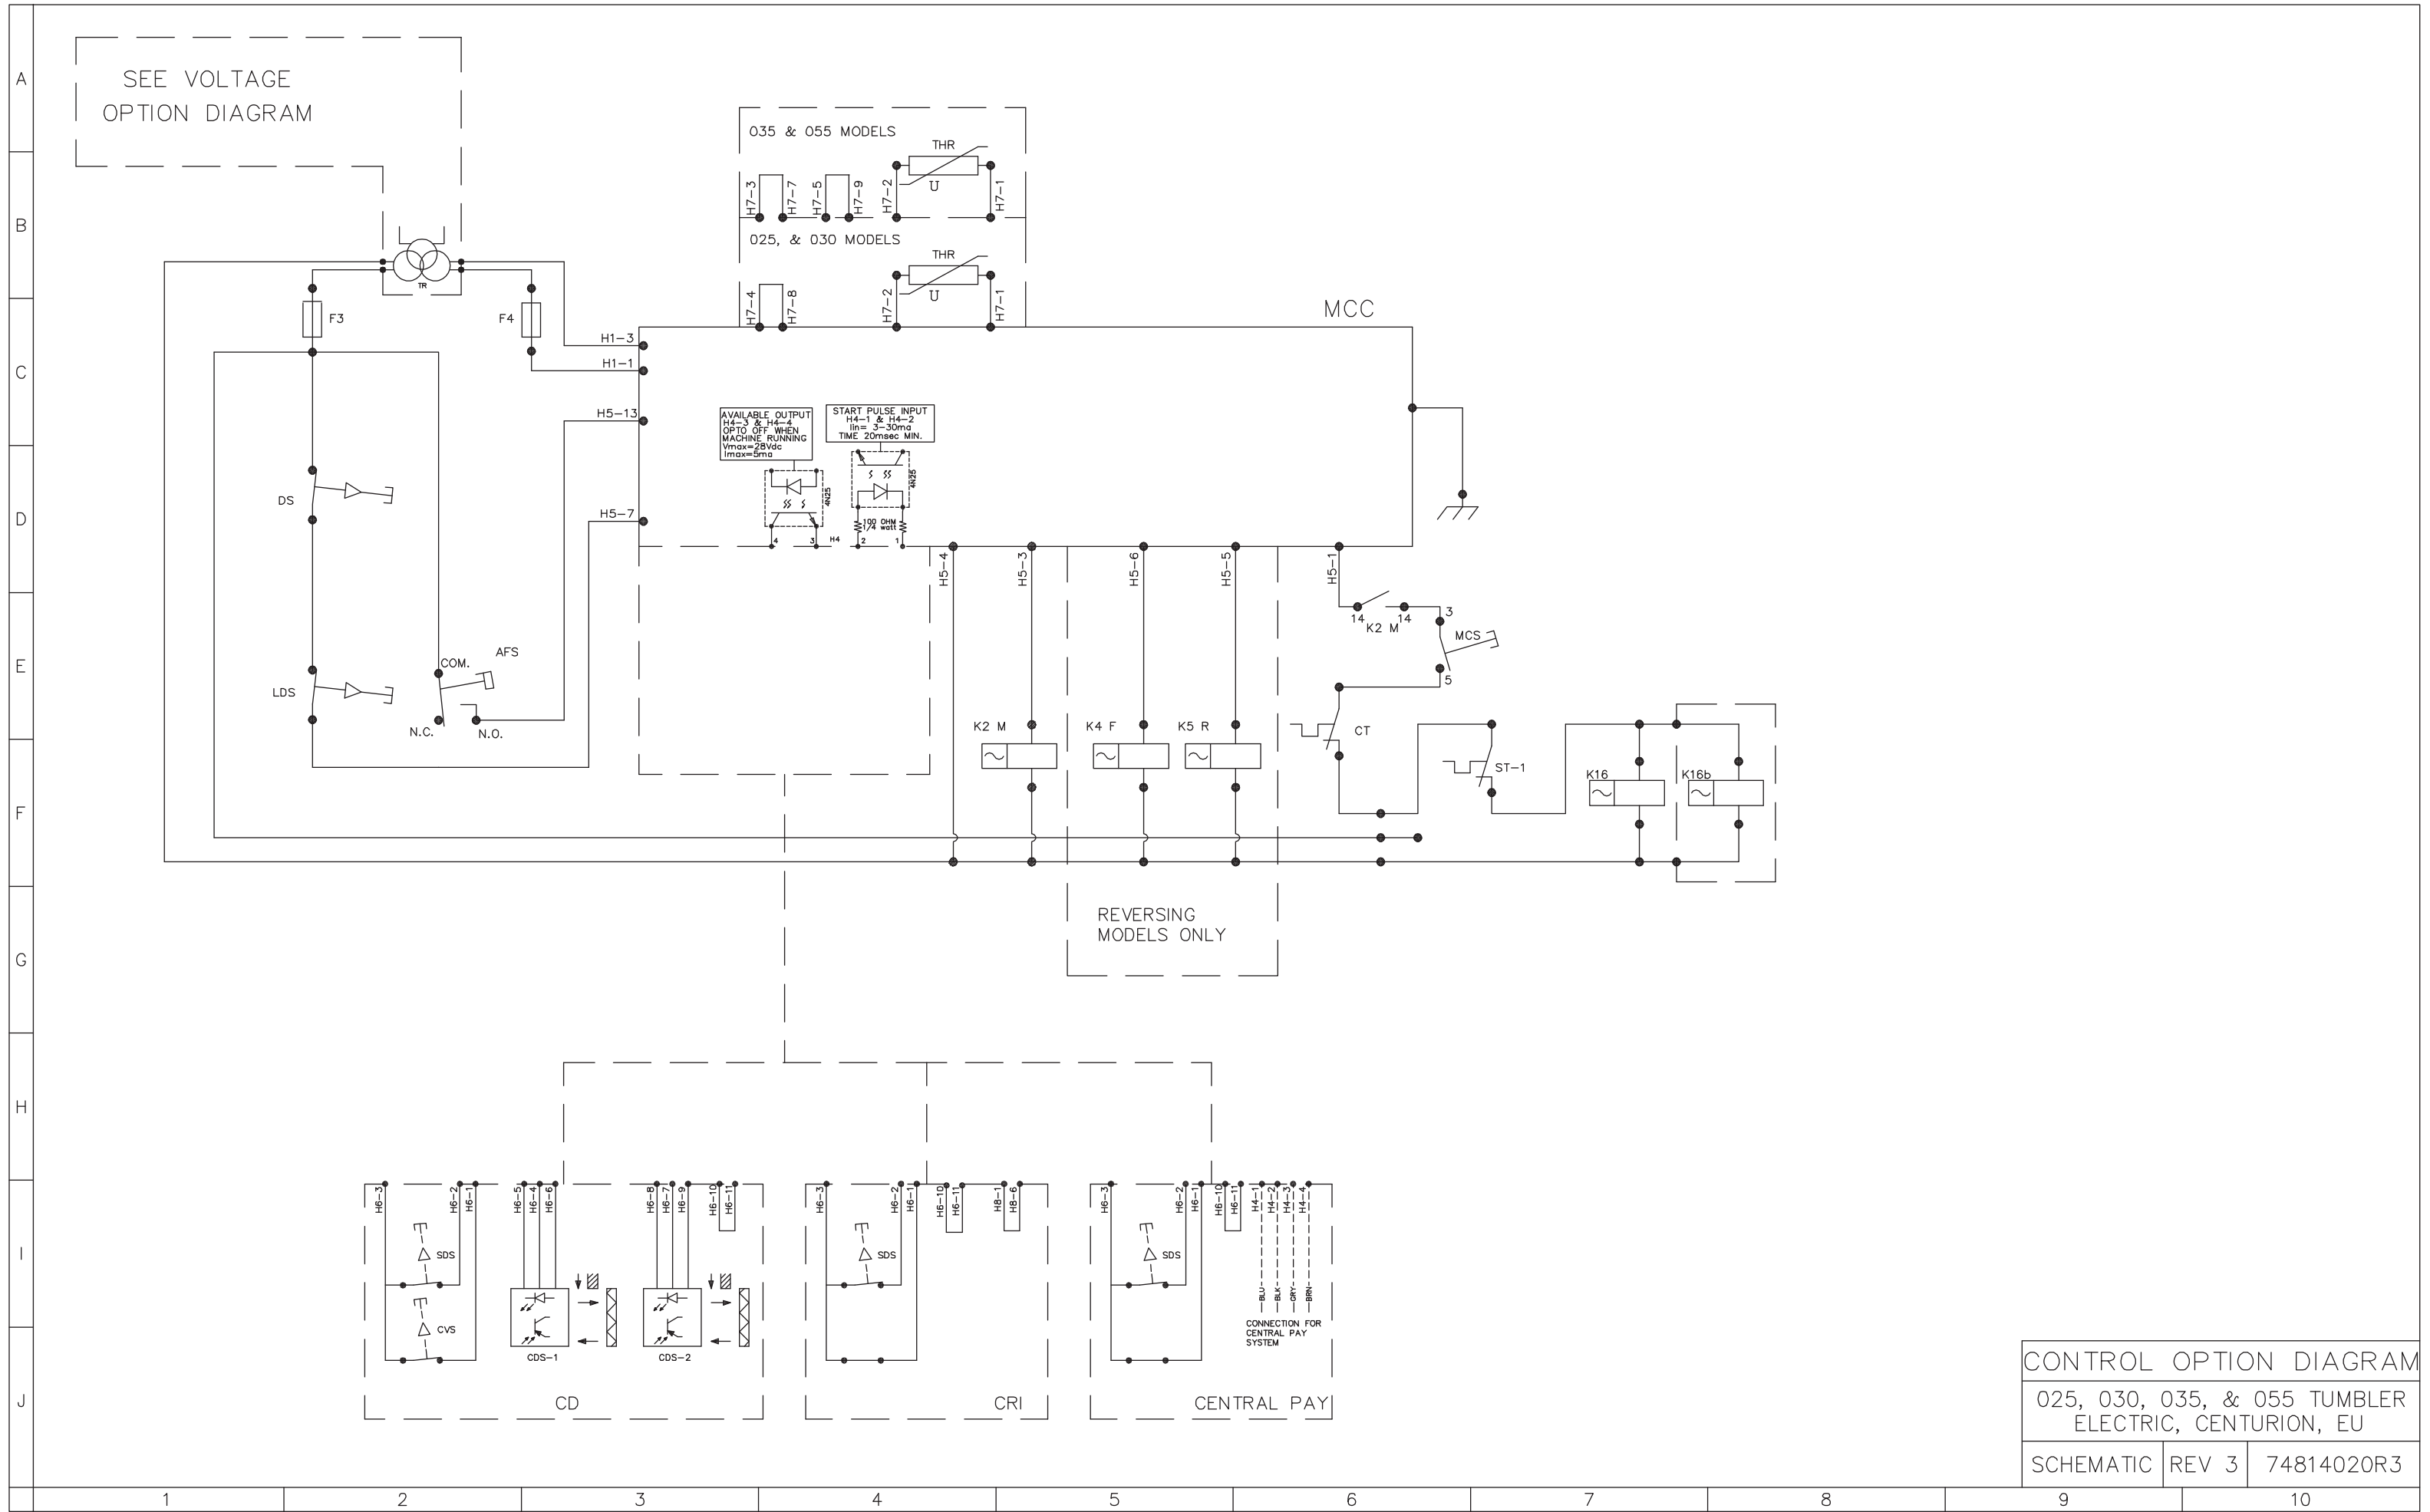 A
B
C
D
E
F
G
H
I
J
SEE VOLTAGE
OPTION DIAGRAM
TR
F3
F4
035 & 055 MODELS
THR
U
H7-3
H7-7
H7-5
H7-9
H7-2
H7-1
025, & 030 MODELS
THR
U
H7-4
H7-8
H7-2
H7-1
MCC
H1-3
H1-1
H5-13
H5-7
AVAILABLE OUTPUT
H4-3 & H4-4
OPTO OFF WHEN
MACHINE RUNNING
Vmax=28Vdc
Imax=5ma
START PULSE INPUT
H4-1 & H4-2
Iin= 3-30ma
TIME 20msec MIN.
4N25
4N25
100 OHM
1/4 watt
4
3
H4
2
1
DS
LDS
COM.
AFS
N.C.
N.O.
H5-4
H5-3
H5-6
H5-5
H5-1
14
14
K2 M
3
MCS
5
K2 M
K4 F
K5 R
CT
ST-1
K16
K16b
REVERSING
MODELS ONLY
H6-3
H6-2
H6-1
H6-5
H6-4
H6-6
H6-8
H6-7
H6-9
H6-10
H6-11
SDS
CVS
CDS-1
CDS-2
CD
H6-3
H6-2
H6-1
H6-10
H6-11
H8-1
H8-6
SDS
CRI
H6-3
H6-2
H6-1
H6-10
H6-11
H4-1
H4-2
H4-3
H4-4
SDS
BLU
BLK
GRY
BRN
CONNECTION FOR
CENTRAL PAY
SYSTEM
CENTRAL PAY
CONTROL OPTION DIAGRAM
025, 030, 035, & 055 TUMBLER
ELECTRIC, CENTURION, EU
SCHEMATIC REV 3 74814020R3
1 2 3 4 5 6 7 8 9 10